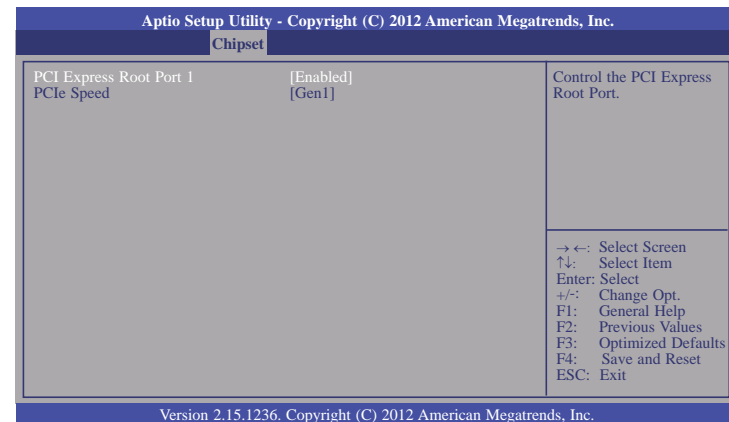 Aptio Setup Utility - Copyright (C) 2012 American Megatrends, Inc.
Chipset
PCI Express Root Port 1 [Enabled]
PCIe Speed [Gen1]
Control the PCI Express
Root Port.
→ ←: Select Screen
↑↓: Select Item
Enter: Select
+/-: Change Opt.
F1: General Help
F2: Previous Values
F3: Optimized Defaults
F4: Save and Reset
ESC: Exit
Version 2.15.1236. Copyright (C) 2012 American Megatrends, Inc.